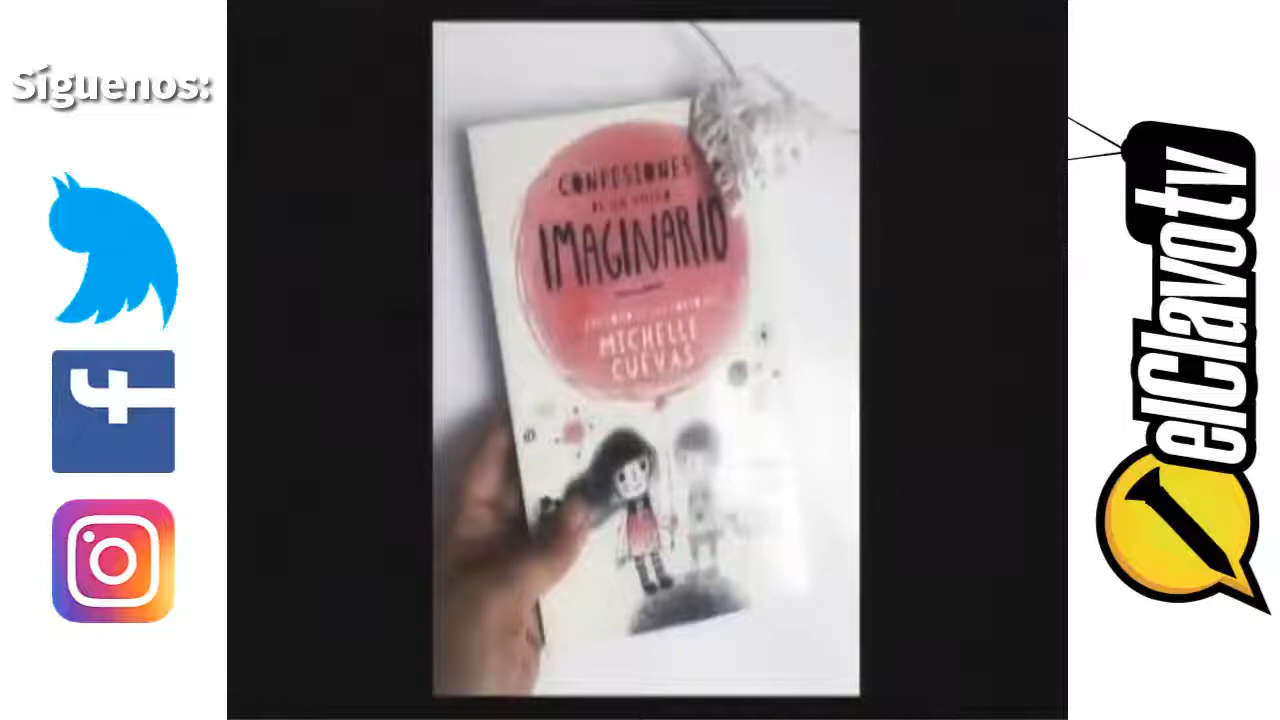 Síguenos:
CONFESIONES
IMAGINARIO
MICHELLE
CUEVAS
elClavotv